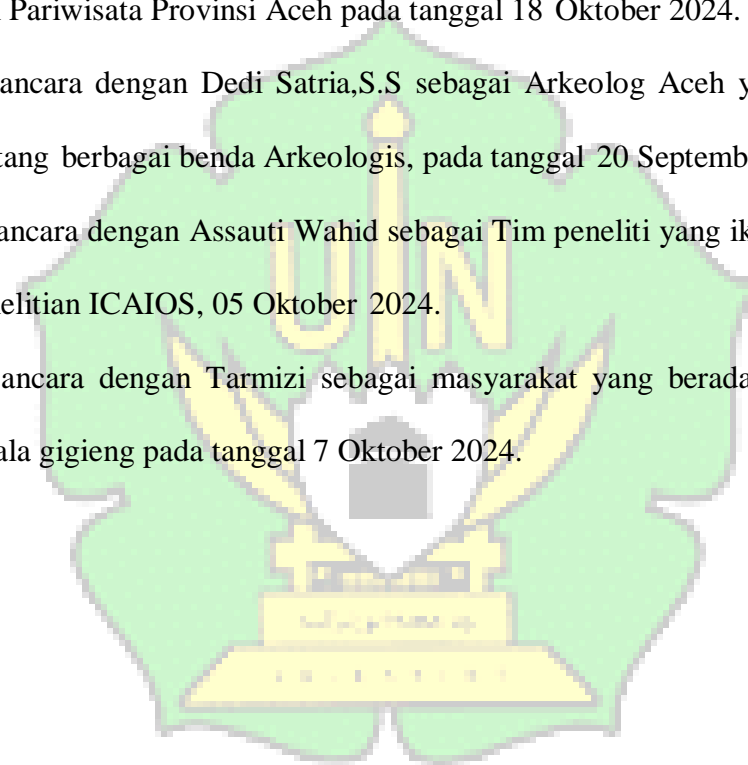 Pariwisata Provinsi Aceh pada tanggal 18 Oktober 2024.
ancara dengan Dedi Satria,S.S sebagai Arkeolog Aceh y
tang berbagai benda Arkeologis, pada tanggal 20 Septemb
ancara dengan Assauti Wahid sebagai Tim peneliti yang ik
elitian ICAIOS, 05 Oktober 2024.
ancara dengan Tarmizi sebagai masyarakat yang berada
ala gigieng pada tanggal 7 Oktober 2024.
UIN